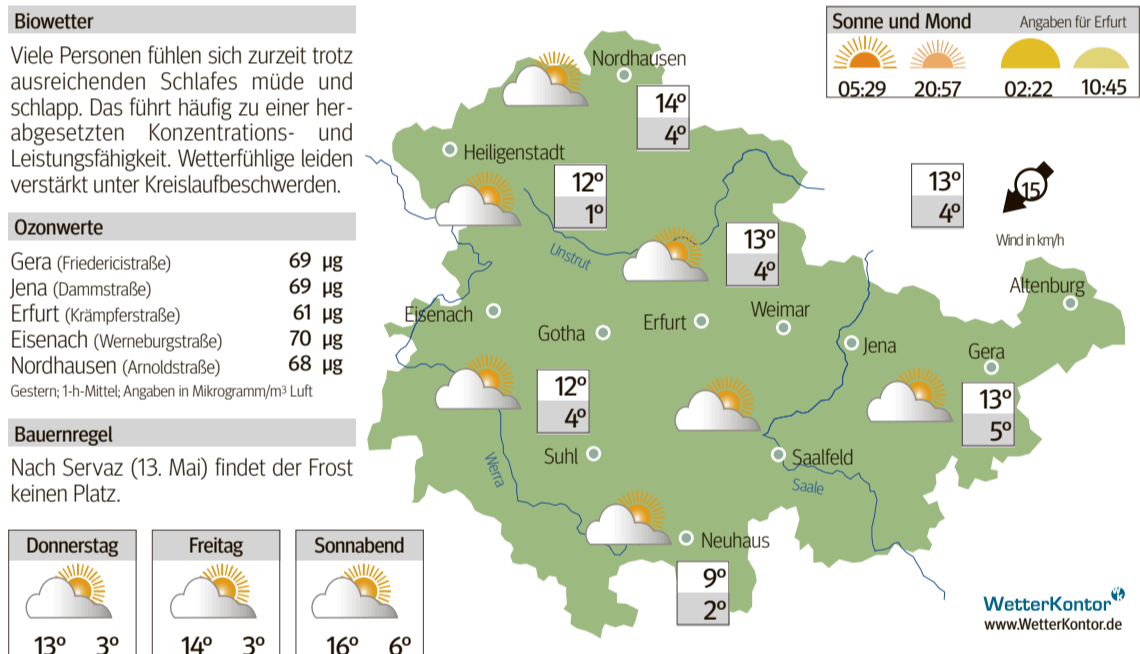 Biowetter
Viele Personen fühlen sich zurzeit trotz
ausreichenden Schlafes müde und
schlapp. Das führt häufig zu einer her-
abgesetzten Konzentrations- und
Leistungsfähigkeit. Wetterfühlige leiden
verstärkt unter Kreislaufbeschwerden.
Ozonwerte
Gera (Friedericistraße) 69 µg
Jena (Dammstraße) 69 µg
Erfurt (Krämpferstraße) 61 µg
Eisenach (Werneburgstraße) 70 µg
Nordhausen (Arnoldstraße) 68 µg
Gestern; 1-h-Mittel; Angaben in Mikrogramm/m³ Luft
Bauernregel
Nach Servaz (13. Mai) findet der Frost
keinen Platz.
Donnerstag
13° 3°
Freitag
14° 3°
Sonnabend
16° 6°
Nordhausen
14°
4°
Heiligenstadt
12°
1°
Unstrut
13°
4°
Eisenach
Gotha
Erfurt
Weimar
Jena
Gera
Altenburg
12°
4°
13°
5°
Suhl
Werra
Saalfeld
Saale
Neuhaus
9°
2°
Sonne und Mond Angaben für Erfurt
05:29 20:57 02:22 10:45
13°
4°
15
Wind in km/h
WetterKontor wk
www.WetterKontor.de